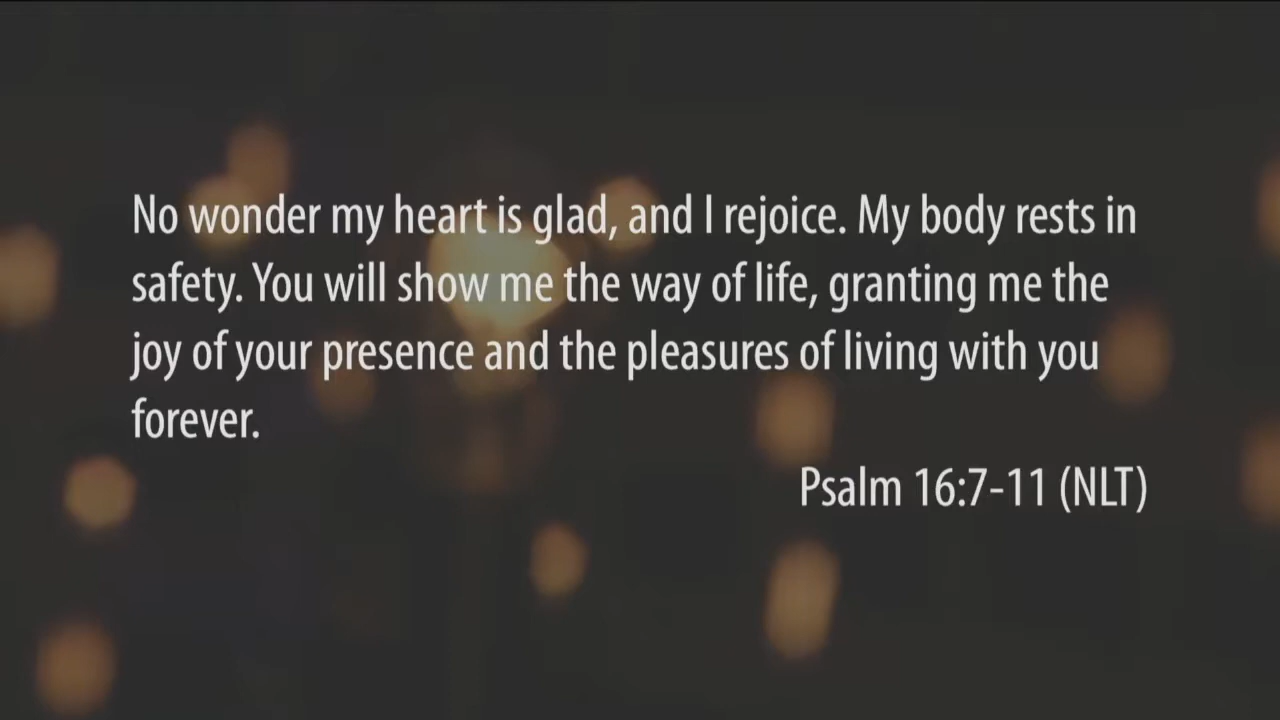 No wonder my heart is glad, and I rejoice. My body rests in
safety. You will show me the way of life, granting me the
joy of your presence and the pleasures of living with you
forever.
Psalm 16:7-11 (NLT)